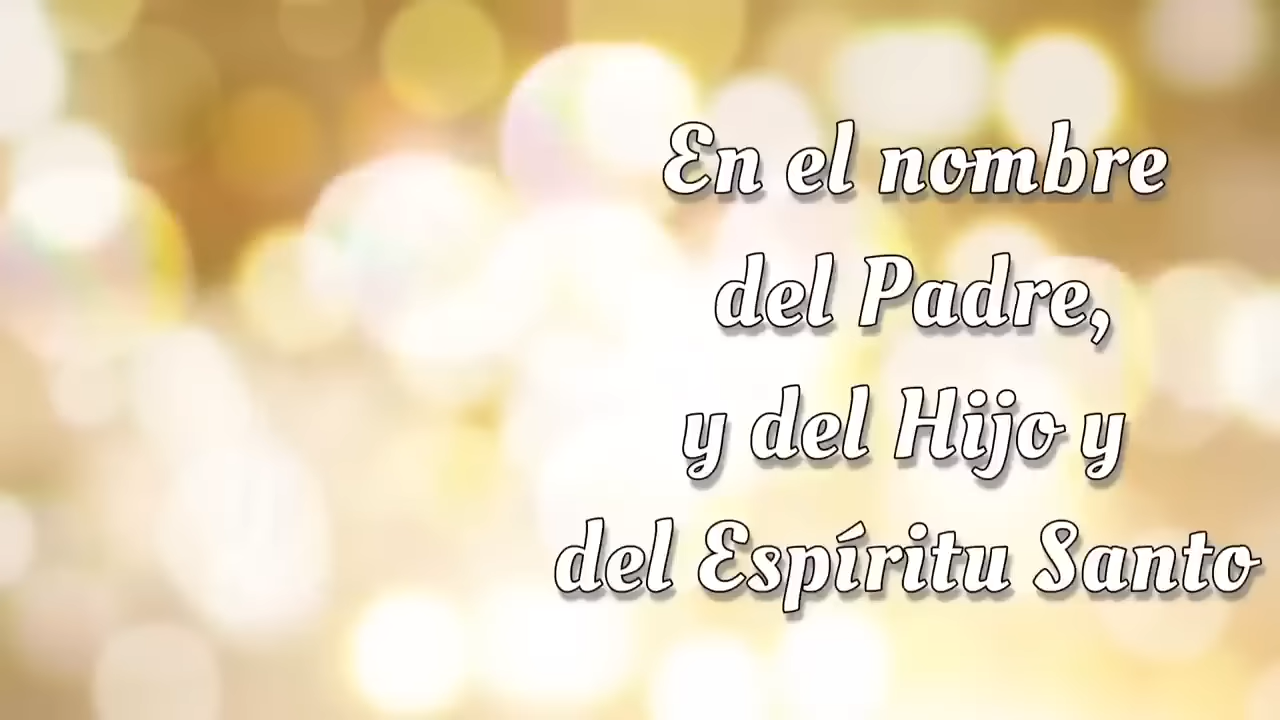 En el nombre
del Padre,
y del Hijo y
del Espíritu Santo